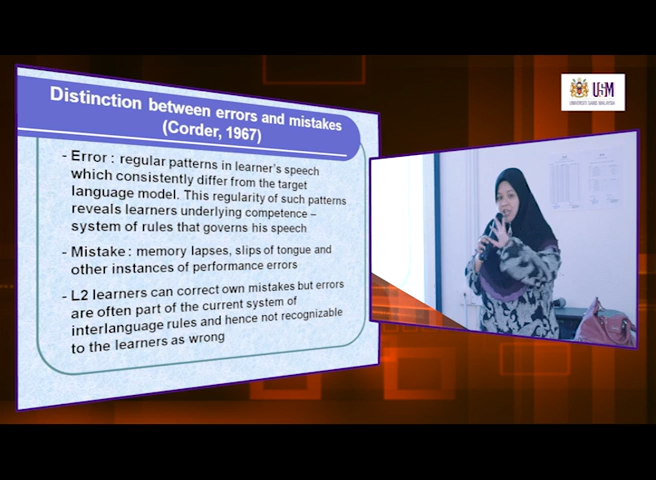 Distinction between errors and mistakes
(Corder, 1967)
- Error : regular patterns in learner's speech
which consistently differ from the target
language model. This regularity of such patterns
reveals learners underlying competence –
system of rules that governs his speech
- Mistake : memory lapses, slips of tongue and
other instances of performance errors
- L2 learners can correct own mistakes but errors
are often part of the current system of
interlanguage rules and hence not recognizable
to the learners as wrong
USM
UNIVERSITI SAINS MALAYSIA